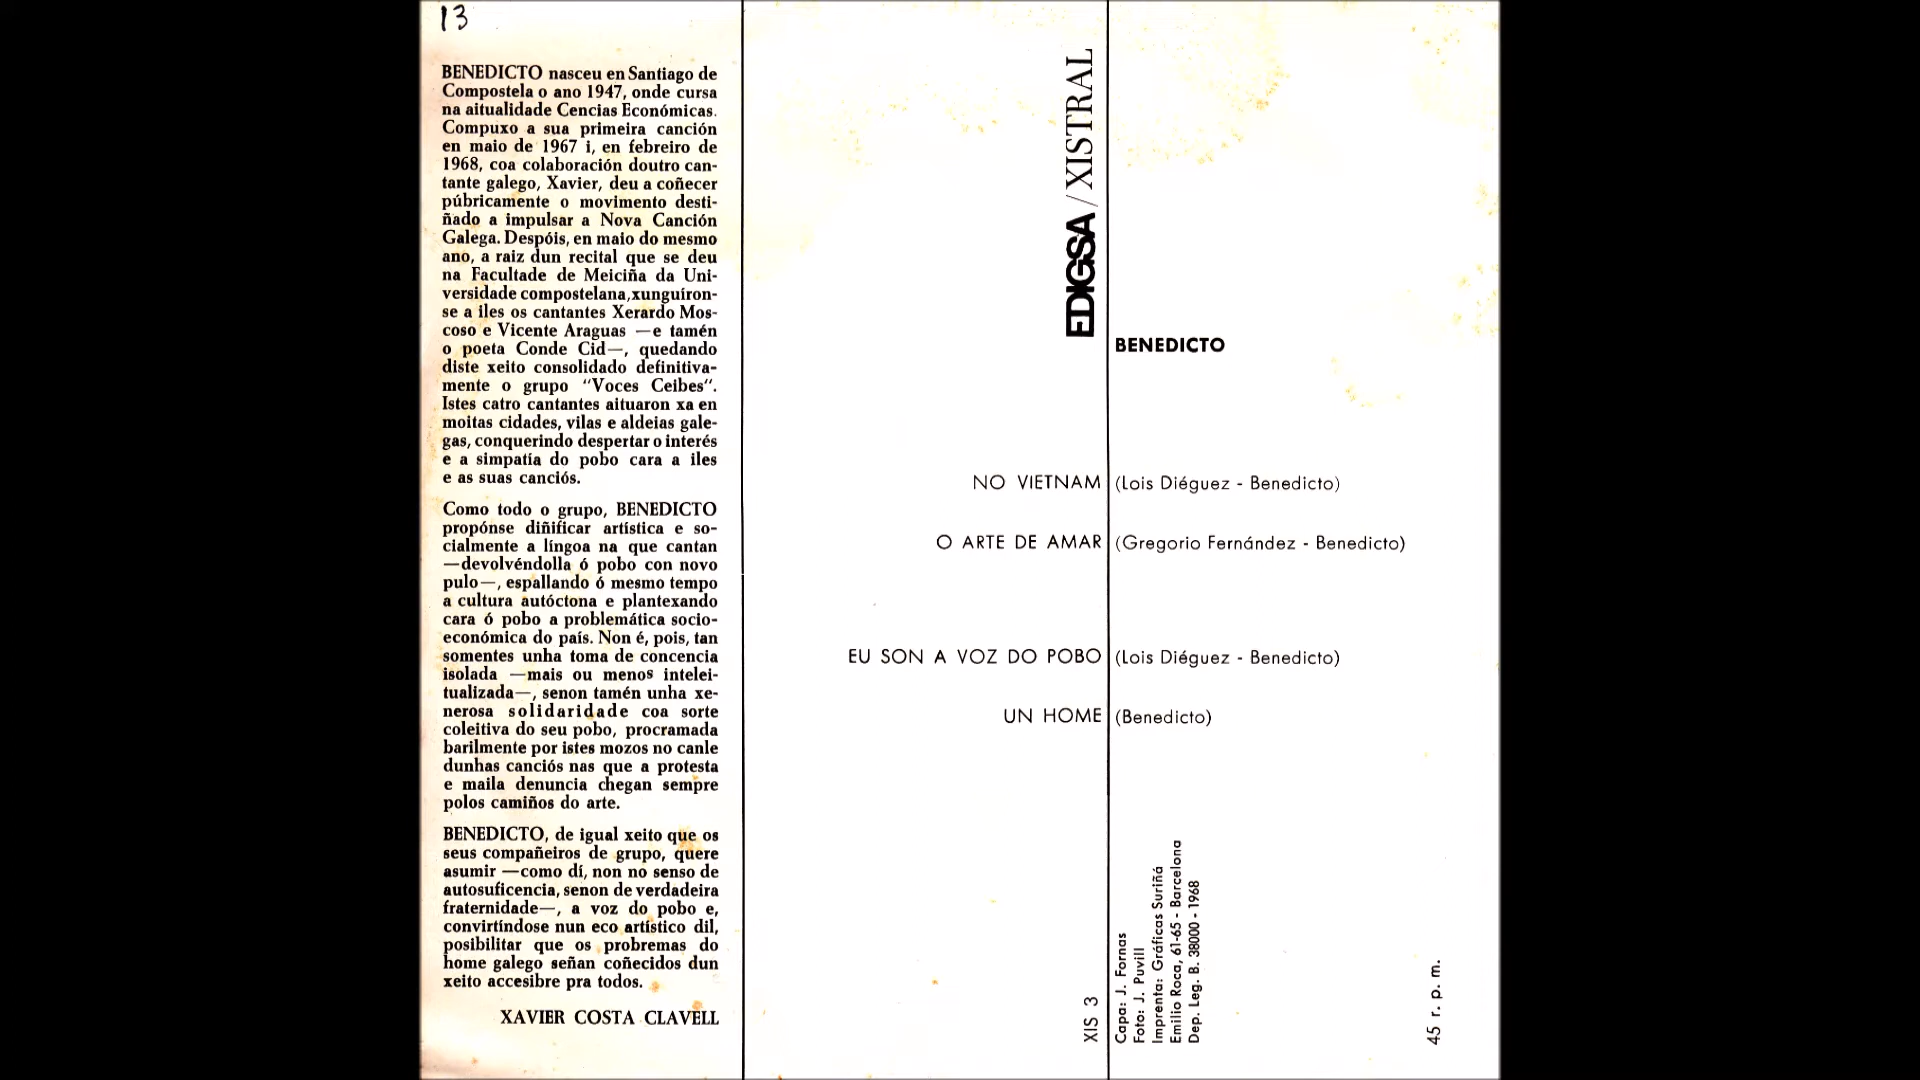 13
BENEDICTO nasceu en Santiago de
Compostela o ano 1947, onde cursa
na aitualidade Cencias Económicas.
Compuxo a sua primeira canción
en maio de 1967 i, en febreiro de
1968, coa colaboración doutro can-
tante galego, Xavier, deu a coñecer
púbricamente o movimento desti-
ñado a impulsar a Nova Canción
Galega. Despóis, en maio do mesmo
ano, a raiz dun recital que se deu
na Facultade de Meiciña da Uni-
versidade compostelana, xunguíron-
se a iles os cantantes Xerardo Mos-
coso e Vicente Araguas —e tamén
o poeta Conde Cid—, quedando
diste xeito consolidado definitiva-
mente o grupo “Voces Ceibes”.
Istes catro cantantes aituaron xa en
moitas cidades, vilas e aldeias gale-
gas, conquerindo despertar o interés
e a simpatía do pobo cara a iles
e as suas canciós.
Como todo o grupo, BENEDICTO
propónse diñificar artística e so-
cialmente a língoa na que cantan
—devolvéndolla ó pobo con novo
pulo—, espallando ó mesmo tempo
a cultura autóctona e plantexando
cara ó pobo a problemática socio-
económica do país. Non é, pois, tan
somentes unha toma de concencia
isolada —mais ou menos intelei-
tualizada—, senon tamén unha xe-
nerosa solidaridade coa sorte
coleitiva do seu pobo, procramada
barilmente por istes mozos no canle
dunhas canciós nas que a protesta
e maila denuncia chegan sempre
polos camiños do arte.
BENEDICTO, de igual xeito que os
seus compañeiros de grupo, quere
asumir —como dí, non no senso de
autosuficencia, senon de verdadeira
fraternidade—, a voz do pobo e,
convirtíndose nun eco artístico dil,
posibilitar que os probremas do
home galego señan coñecidos dun
xeito accesibre pra todos.
XAVIER COSTA CLAVELL
EDIGSA / XISTRAL
BENEDICTO
NO VIETNAM (Lois Diéguez - Benedicto)
O ARTE DE AMAR (Gregorio Fernández - Benedicto)
EU SON A VOZ DO POBO (Lois Diéguez - Benedicto)
UN HOME (Benedicto)
XIS 3
Capa: J. Fornas
Foto: J. Puvill
Imprenta: Gráficas Suriñá
Emilio Roca, 61-65 - Barcelona
Dep. Leg. B. 38000 - 1968
45 r. p. m.